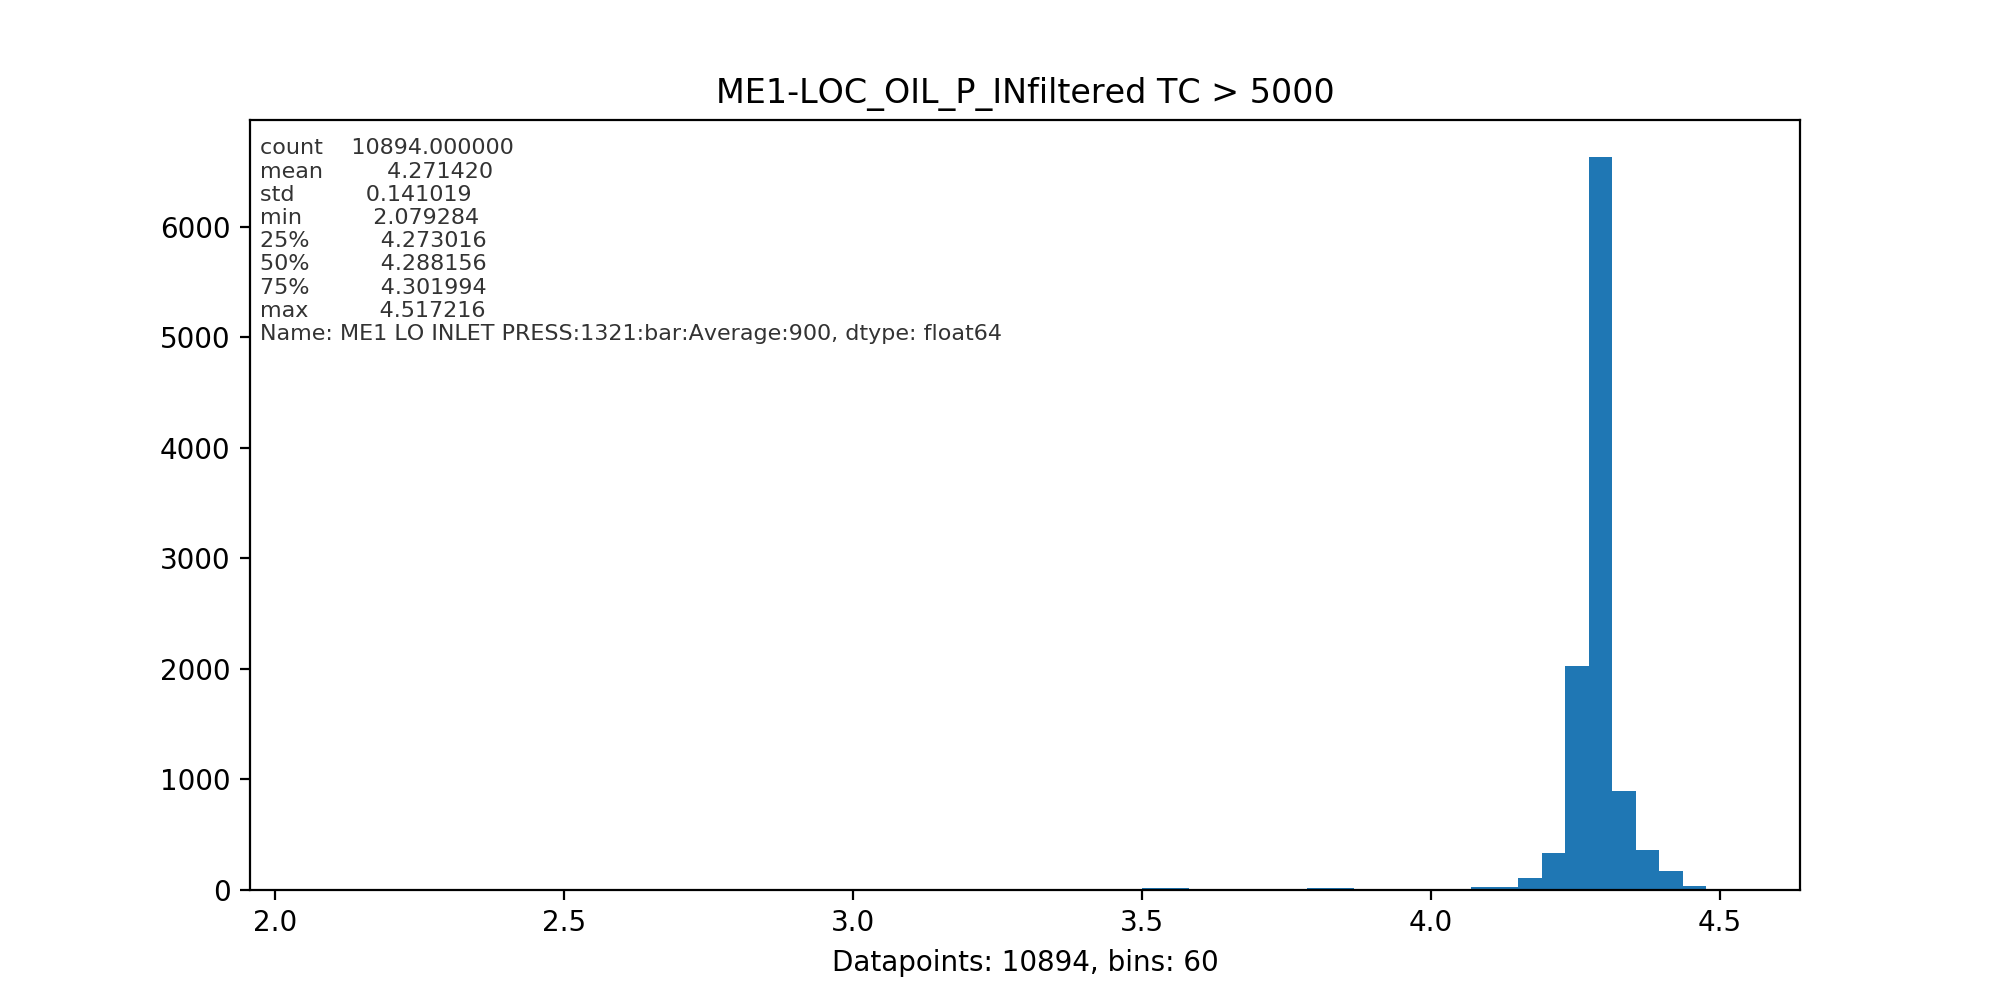 ME1-LOC_OIL_P_INfiltered TC > 5000
count 10894.000000
mean 4.271420
std 0.141019
min 2.079284
25% 4.273016
50% 4.288156
75% 4.301994
max 4.517216
Name: ME1 LO INLET PRESS:1321:bar:Average:900, dtype: float64
6000
5000
4000
3000
2000
1000
0
2.0 2.5 3.0 3.5 4.0 4.5
Datapoints: 10894, bins: 60